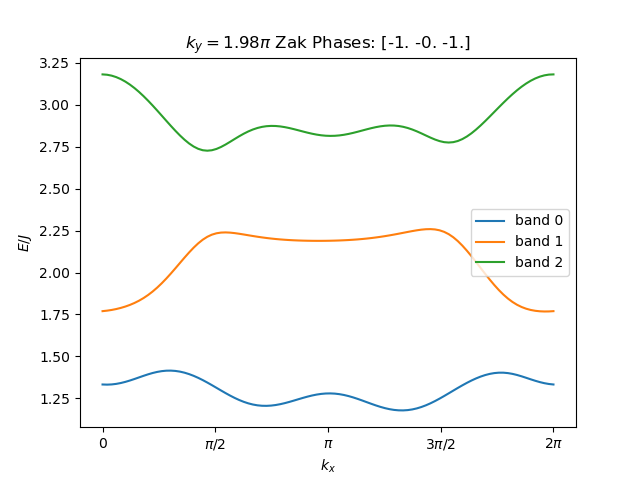 k_y = 1.98π Zak Phases: [-1. -0. -1.]
3.25
3.00
2.75
2.50
2.25
2.00
1.75
1.50
1.25
E/J
band 0
band 1
band 2
0
π/2
π
3π/2
2π
k_x